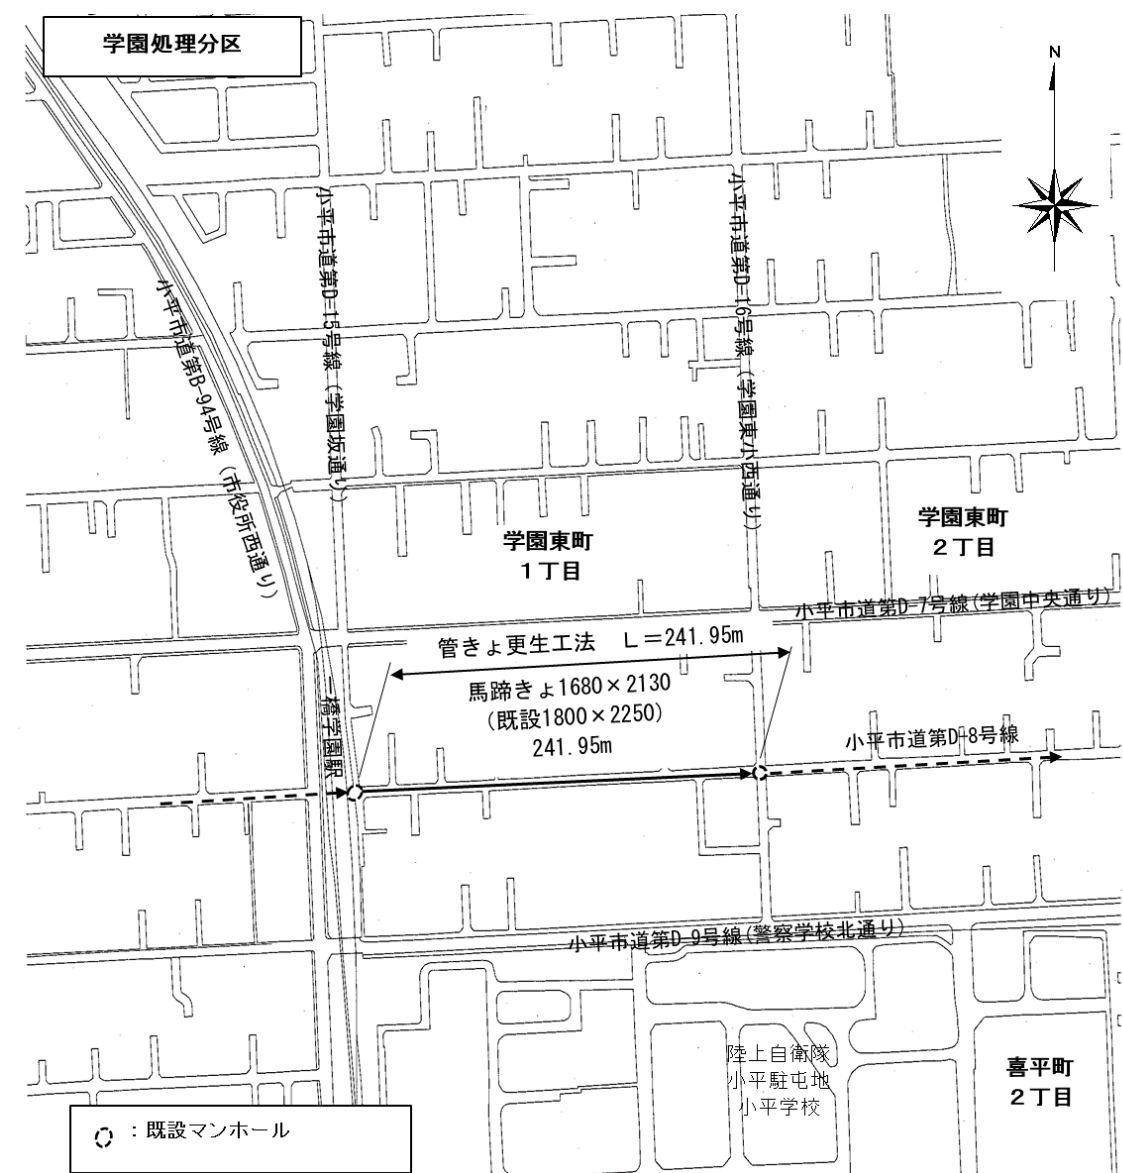 学園処理分区
N
小平市道第D-15号線（学園坂通り）
小平市道第D-16号線（学園東小西通り）
小平市道第B-94号線（市役所西通り）
学園東町
１丁目
学園東町
２丁目
小平市道第D-7号線(学園中央通り)
管きょ更生工法　Ｌ＝241.95m
馬蹄きょ1680×2130
（既設1800×2250）
241.95m
一橋学園駅
小平市道第D-8号線
小平市道第D-9号線(警察学校北通り)
陸上自衛隊
小平駐屯地
小平学校
喜平町
２丁目
：既設マンホール